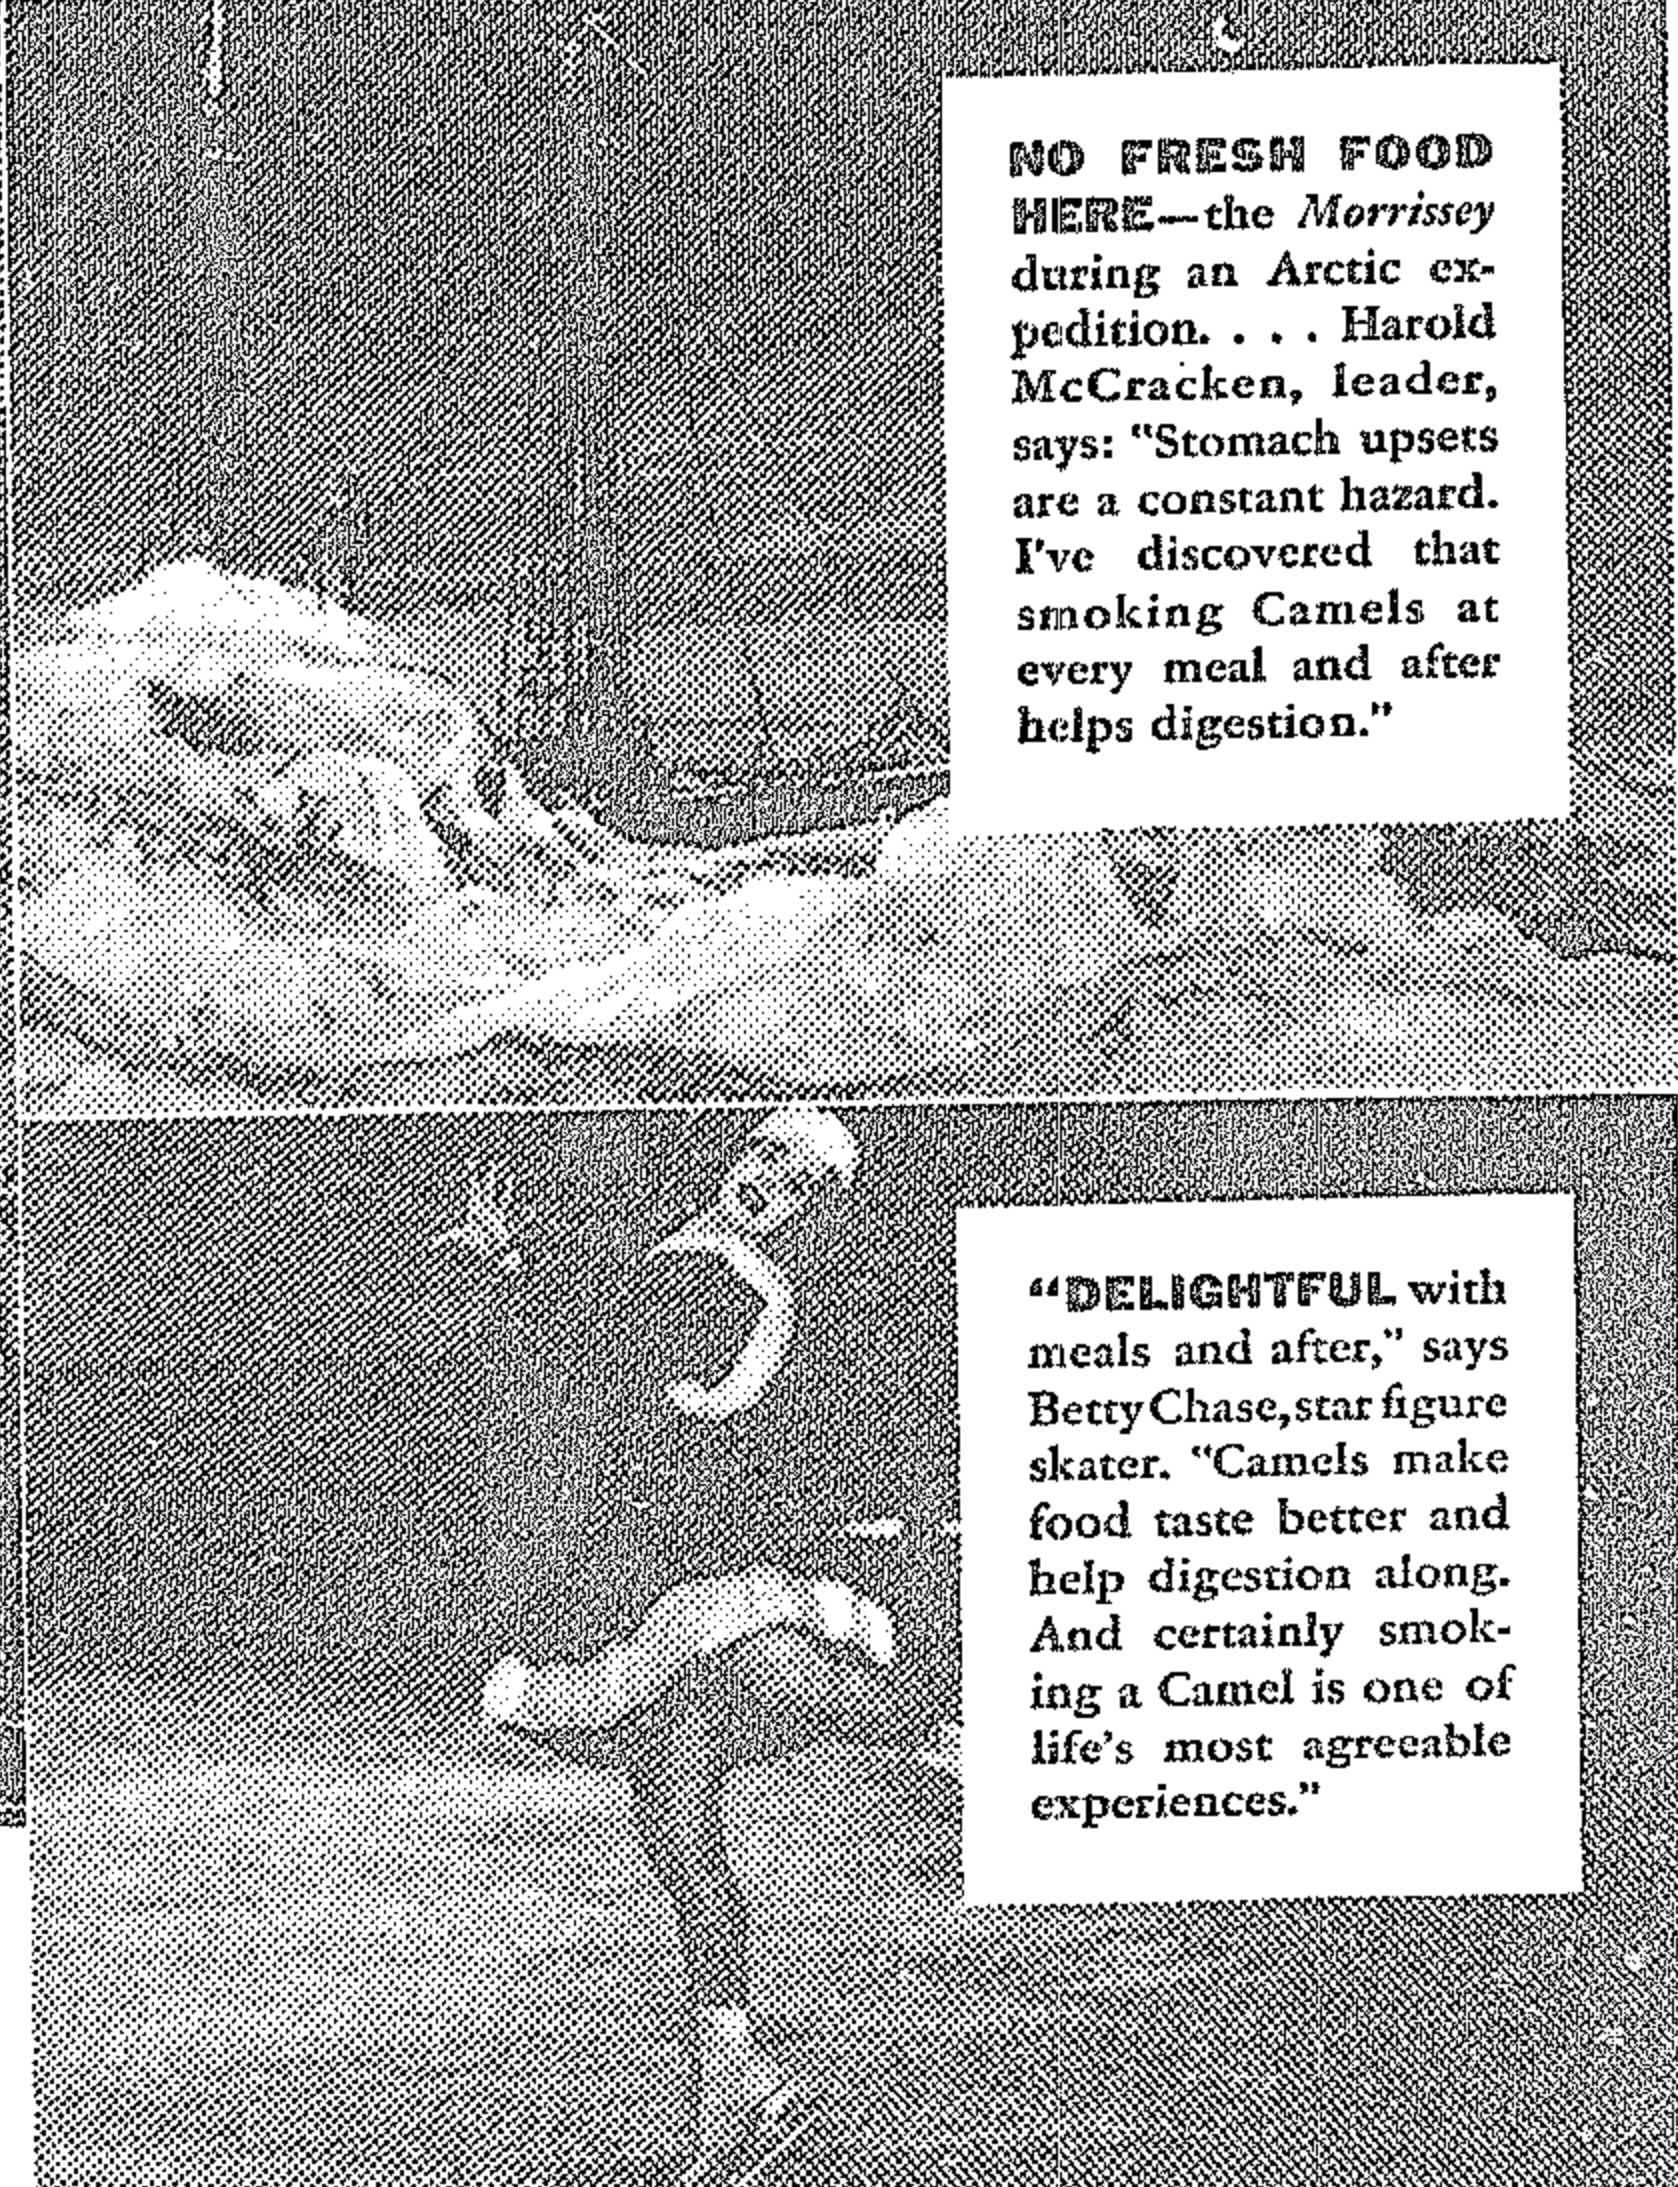 NO FRESH FOOD
HERE—the Morrissey
during an Arctic ex-
pedition. . . . Harold
McCracken, leader,
says: "Stomach upsets
are a constant hazard.
I've discovered that
smoking Camels at
every meal and after
helps digestion."
“DELIGHTFUL with
meals and after,” says
Betty Chase, star figure
skater. “Camels make
food taste better and
help digestion along.
And certainly smok-
ing a Camel is one of
life’s most agreeable
experiences.”